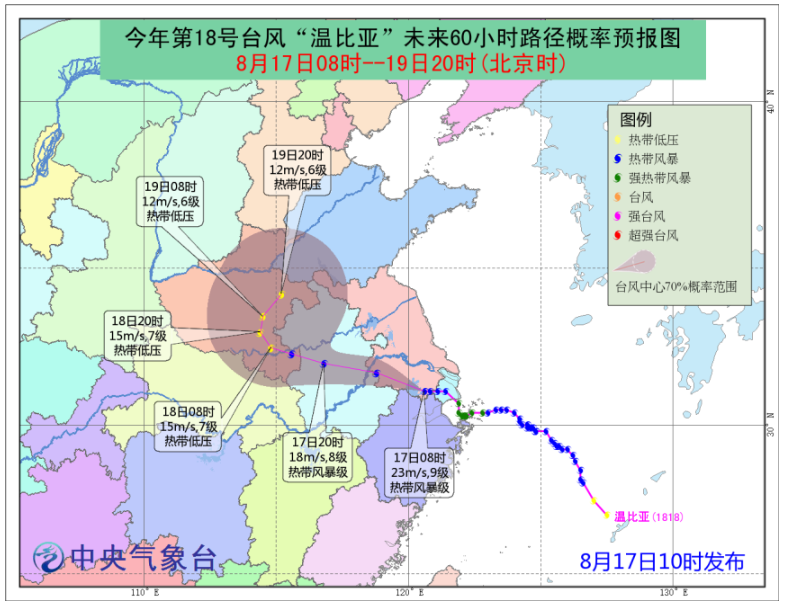 今年第18号台风“温比亚”未来60小时路径概率预报图
8月17日08时--19日20时(北京时)
40°N
图例
热带低压
热带风暴
强热带风暴
台风
强台风
超强台风
台风中心70%概率范围
19日20时
12m/s,6级
热带低压
19日08时
12m/s,6级
热带低压
18日20时
15m/s,7级
热带低压
18日08时
15m/s,7级
热带低压
17日20时
18m/s,8级
热带风暴级
17日08时
23m/s,9级
热带风暴级
30°N
温比亚(1818)
中央气象台
8月17日10时发布
110°E
120°E
130°E